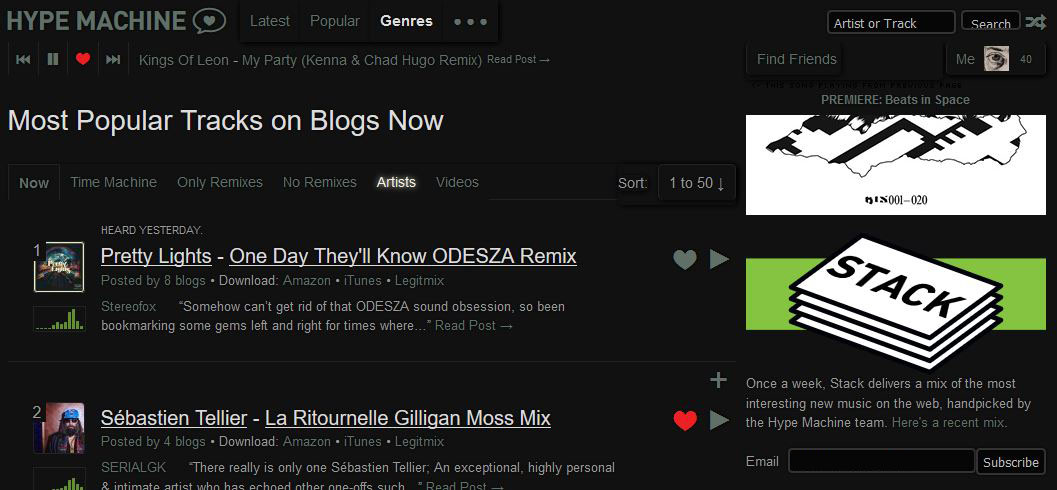 HYPE MACHINE Latest Popular Genres Artist or Track Search
Kings Of Leon - My Party (Kenna & Chad Hugo Remix) Read Post → Find Friends Me 40
PREMIERE: Beats in Space
Most Popular Tracks on Blogs Now
Now Time Machine Only Remixes No Remixes Artists Videos Sort: 1 to 50 ↓
BIS001-020
HEARD YESTERDAY.
1 Pretty Lights - One Day They'll Know ODESZA Remix
Posted by 8 blogs • Download: Amazon • iTunes • Legitmix
Stereofox “Somehow can’t get rid of that ODESZA sound obsession, so been
bookmarking some gems left and right for times where...” Read Post →
STACK
2 Sébastien Tellier - La Ritournelle Gilligan Moss Mix
Posted by 4 blogs • Download: Amazon • iTunes • Legitmix
SERIALGK “There really is only one Sébastien Tellier; An exceptional, highly personal
& intimate artist who has echoed other one-offs such...” Read Post →
Once a week, Stack delivers a mix of the most
interesting new music on the web, handpicked by
the Hype Machine team. Here's a recent mix.
Email Subscribe